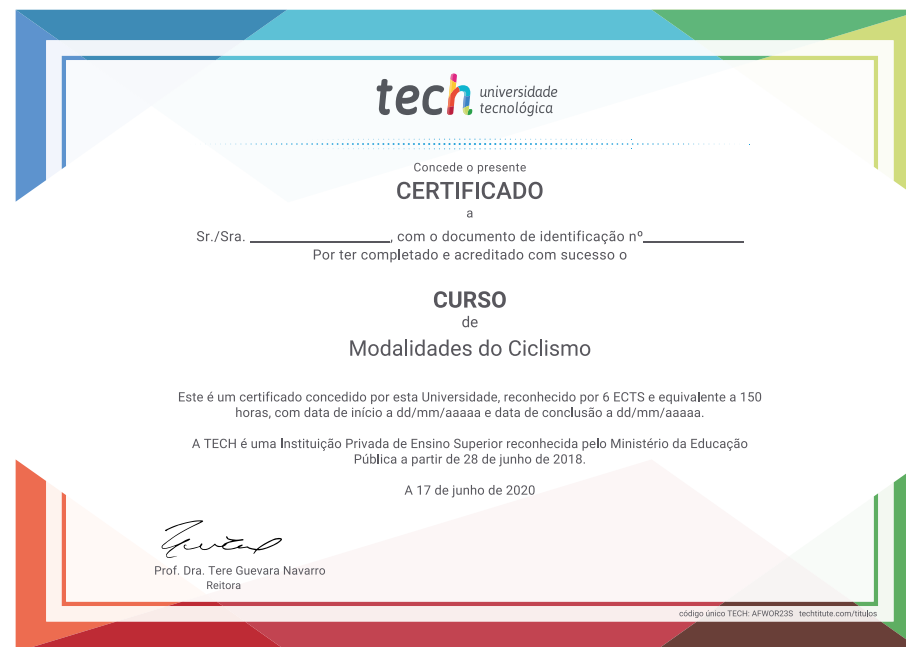 tech universidade
tecnológica
Concede o presente
CERTIFICADO
a
Sr./Sra. ____________________, com o documento de identificação nº______________
Por ter completado e acreditado com sucesso o
CURSO
de
Modalidades do Ciclismo
Este é um certificado concedido por esta Universidade, reconhecido por 6 ECTS e equivalente a 150
horas, com data de início a dd/mm/aaaaa e data de conclusão a dd/mm/aaaaa.
A TECH é uma Instituição Privada de Ensino Superior reconhecida pelo Ministério da Educação
Pública a partir de 28 de junho de 2018.
A 17 de junho de 2020
Prof. Dra. Tere Guevara Navarro
Reitora
código único TECH: AFWOR23S techtitute.com/titulos